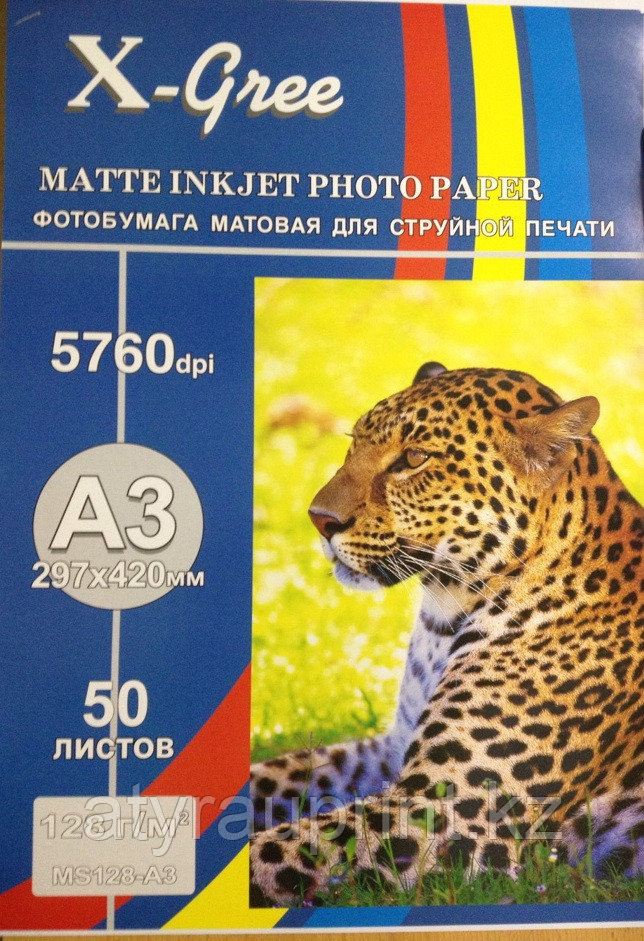 X-Gree
MATTE INKJET PHOTO PAPER
ФОТОБУМАГА МАТОВАЯ ДЛЯ СТРУЙНОЙ ПЕЧАТИ
5760dpi
A3
297x420мм
50
ЛИСТОВ
128 Г/М²
MS128-A3
atyrauprint.kz